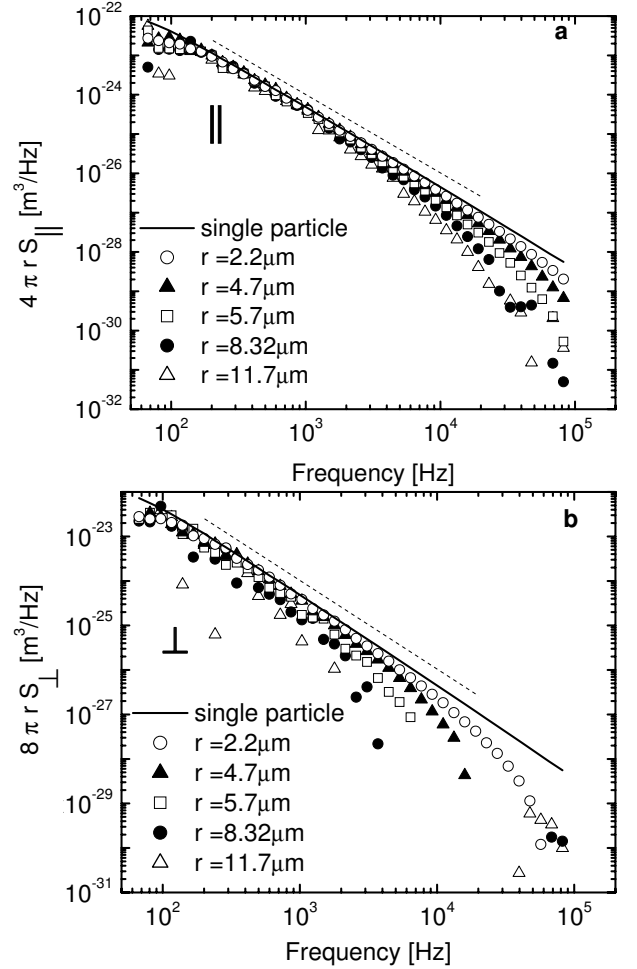 10^-22
a
10^-24
10^-26
10^-28
10^-30
10^-32
4 π r S_|| [m^3/Hz]
||
single particle
r =2.2μm
r =4.7μm
r =5.7μm
r =8.32μm
r =11.7μm
10^2 10^3 10^4 10^5
Frequency [Hz]
b
10^-23
10^-25
10^-27
10^-29
10^-31
8 π r S_⊥ [m^3/Hz]
⊥
single particle
r =2.2μm
r =4.7μm
r =5.7μm
r =8.32μm
r =11.7μm
10^2 10^3 10^4 10^5
Frequency [Hz]